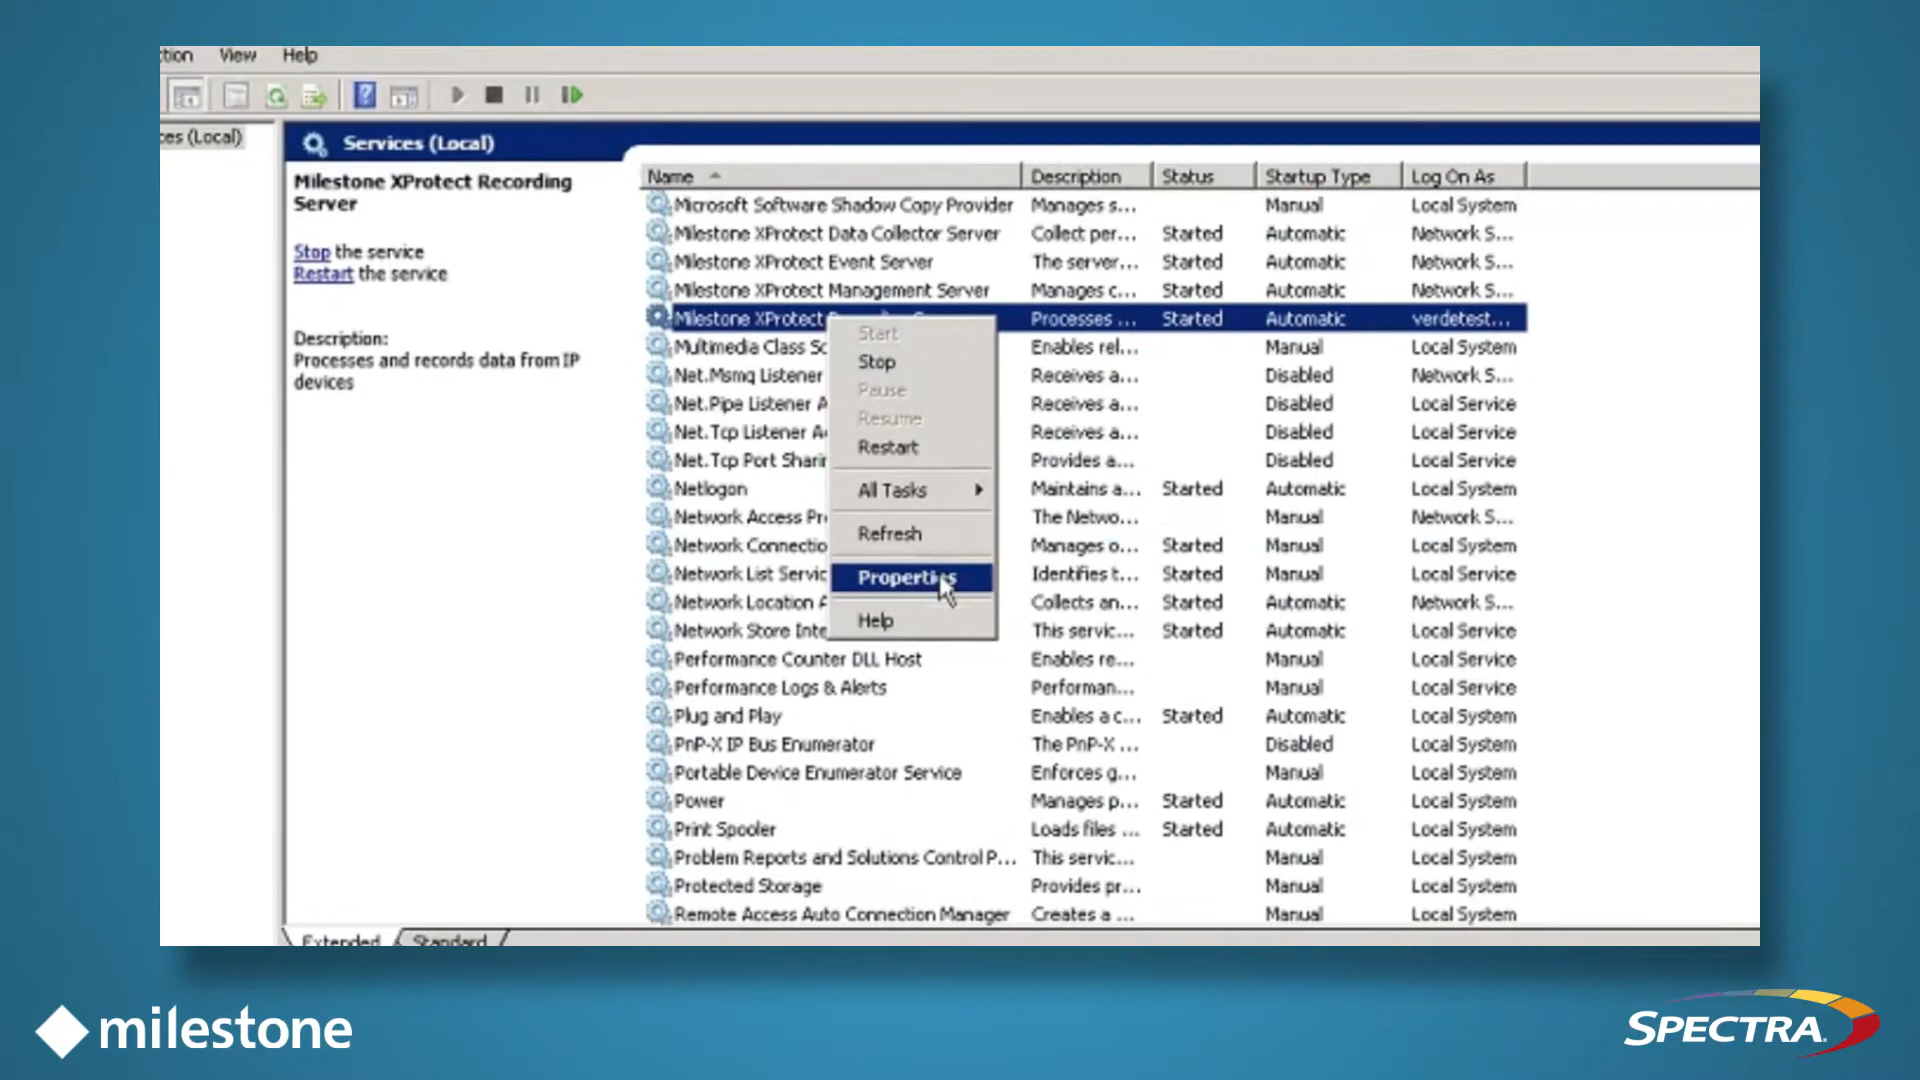 ction View Help
ces (Local)
Services (Local)
Milestone XProtect Recording
Server
Stop the service
Restart the service
Description:
Processes and records data from IP
devices
Name Description Status Startup Type Log On As
Microsoft Software Shadow Copy Provider Manages s... Manual Local System
Milestone XProtect Data Collector Server Collect per... Started Automatic Network S...
Milestone XProtect Event Server The server... Started Automatic Network S...
Milestone XProtect Management Server Manages c... Started Automatic Network S...
Milestone XProtect Processes ... Started Automatic verdetest...
Multimedia Class Sc Enables rel... Manual Local System
Net.Msmq Listener Receives a... Disabled Network S...
Net.Pipe Listener A Receives a... Disabled Local Service
Net.Tcp Listener Ac Receives a... Disabled Local Service
Net.Tcp Port Sharin Provides a... Disabled Local Service
Netlogon Maintains a... Started Automatic Local System
Network Access Pro The Netwo... Manual Network S...
Network Connectio Manages o... Started Manual Local System
Network List Servic Identifies t... Started Manual Local Service
Network Location A Collects an... Started Automatic Network S...
Network Store Inte This servic... Started Automatic Local Service
Performance Counter DLL Host Enables re... Manual Local Service
Performance Logs & Alerts Performan... Manual Local Service
Plug and Play Enables a c... Started Automatic Local System
PnP-X IP Bus Enumerator The PnP-X ... Disabled Local System
Portable Device Enumerator Service Enforces g... Manual Local System
Power Manages p... Started Automatic Local System
Print Spooler Loads files ... Started Automatic Local System
Problem Reports and Solutions Control P... This servic... Manual Local System
Protected Storage Provides pr... Manual Local System
Remote Access Auto Connection Manager Creates a ... Manual Local System
Start
Stop
Pause
Resume
Restart
All Tasks
Refresh
Properties
Help
Extended Standard
milestone
SPECTRA